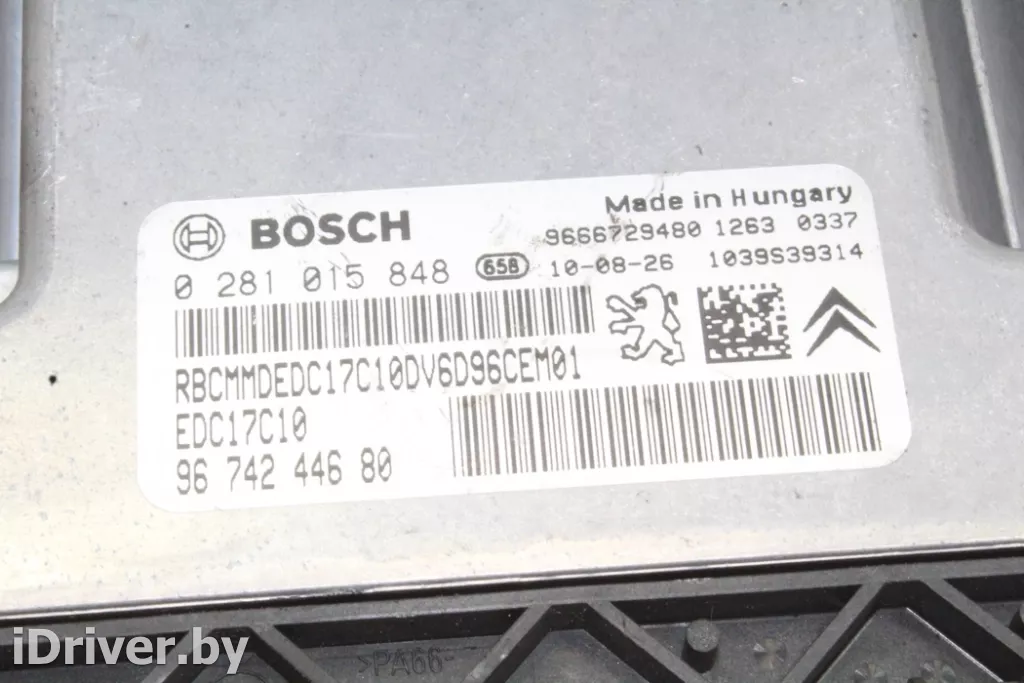 Made in Hungary
BOSCH
9666729480 1263 0337
0 281 015 848 658 10-08-26 1039S39314
RBCMMDEDC17C10DV6D96CEM01
EDC17C10
96 742 446 80
>PA66-
iDriver.by